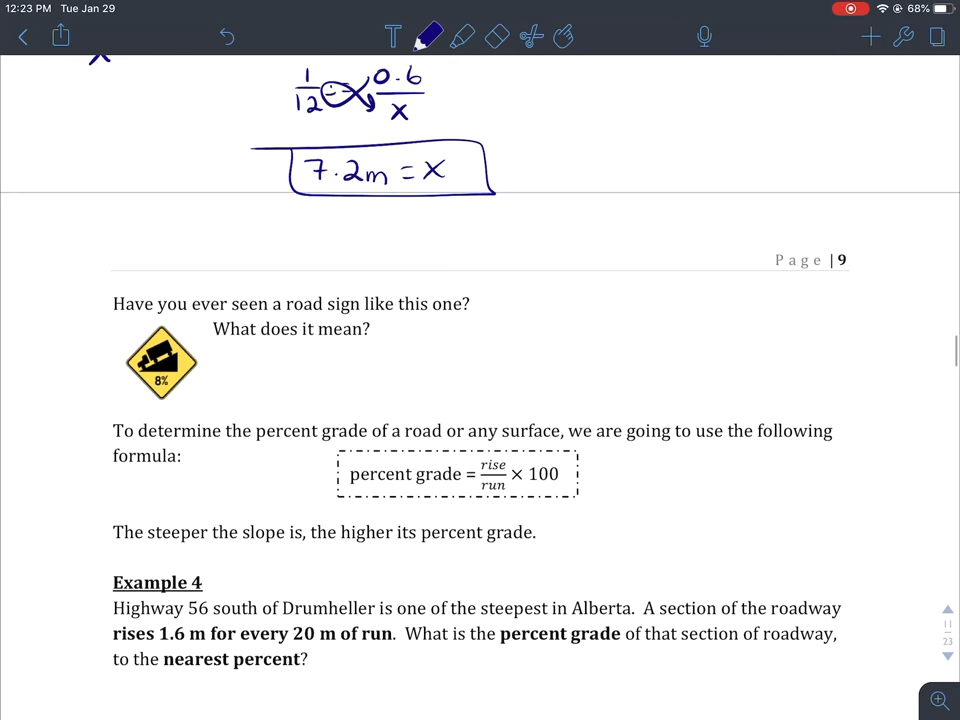 12:23 PM Tue Jan 29
68%
T
x
1/12 = 0.6/x
7.2m = x
Page | 9
Have you ever seen a road sign like this one?
What does it mean?
8%
To determine the percent grade of a road or any surface, we are going to use the following
formula:
percent grade = rise/run × 100
The steeper the slope is, the higher its percent grade.
Example 4
Highway 56 south of Drumheller is one of the steepest in Alberta. A section of the roadway
rises 1.6 m for every 20 m of run. What is the percent grade of that section of roadway,
to the nearest percent?
11
23